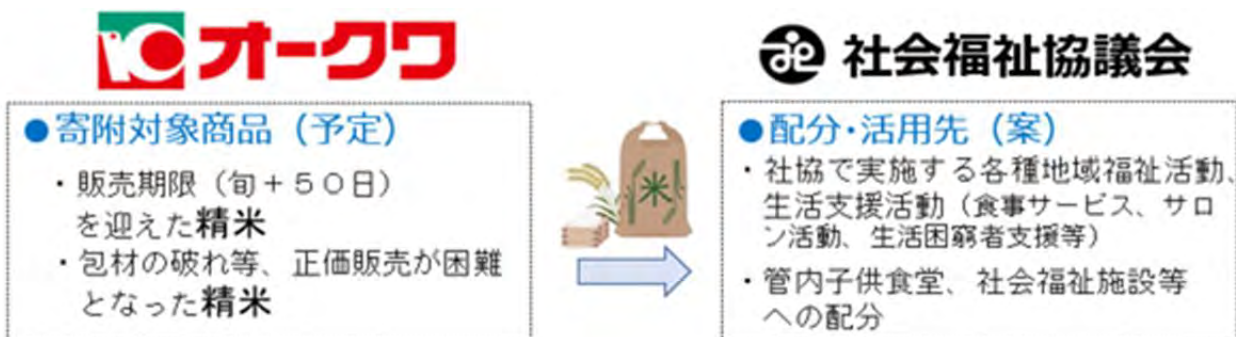 オークワ
●寄附対象商品（予定）
・販売期限（旬＋５０日）
を迎えた精米
・包材の破れ等、正価販売が困難
となった精米
米
社会福祉協議会
●配分・活用先（案）
・社協で実施する各種地域福祉活動、
生活支援活動（食事サービス、サロ
ン活動、生活困窮者支援等）
・管内子供食堂、社会福祉施設等
への配分